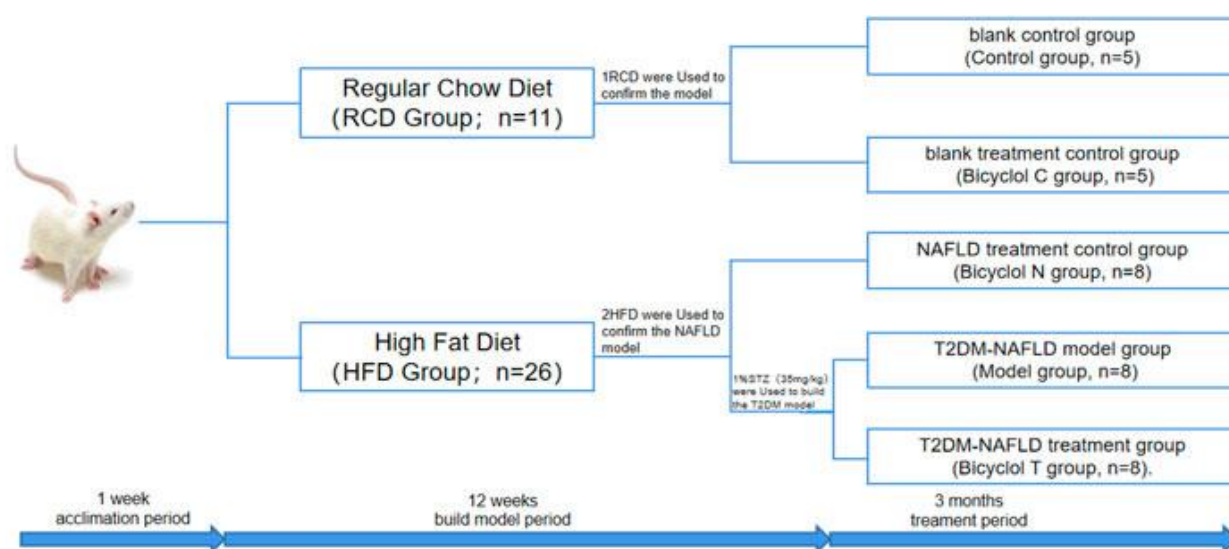 blank control group
(Control group, n=5)
Regular Chow Diet
(RCD Group; n=11)
1RCD were Used to
confirm the model
blank treatment control group
(Bicyclol C group, n=5)
NAFLD treatment control group
(Bicyclol N group, n=8)
High Fat Diet
(HFD Group; n=26)
2HFD were Used to
confirm the NAFLD
model
T2DM-NAFLD model group
(Model group, n=8)
1%STZ (35mg/kg)
were Used to build
the T2DM model
T2DM-NAFLD treatment group
(Bicyclol T group, n=8).
1 week
acclimation period
12 weeks
build model period
3 months
treament period